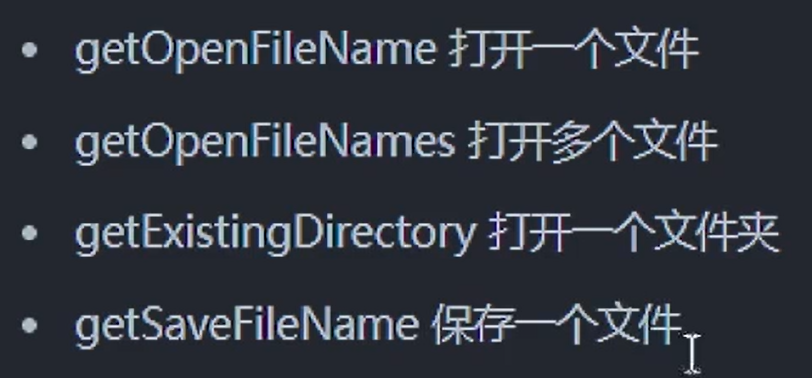 • getOpenFileName 打开一个文件
• getOpenFileNames 打开多个文件
• getExistingDirectory 打开一个文件夹
• getSaveFileName 保存一个文件